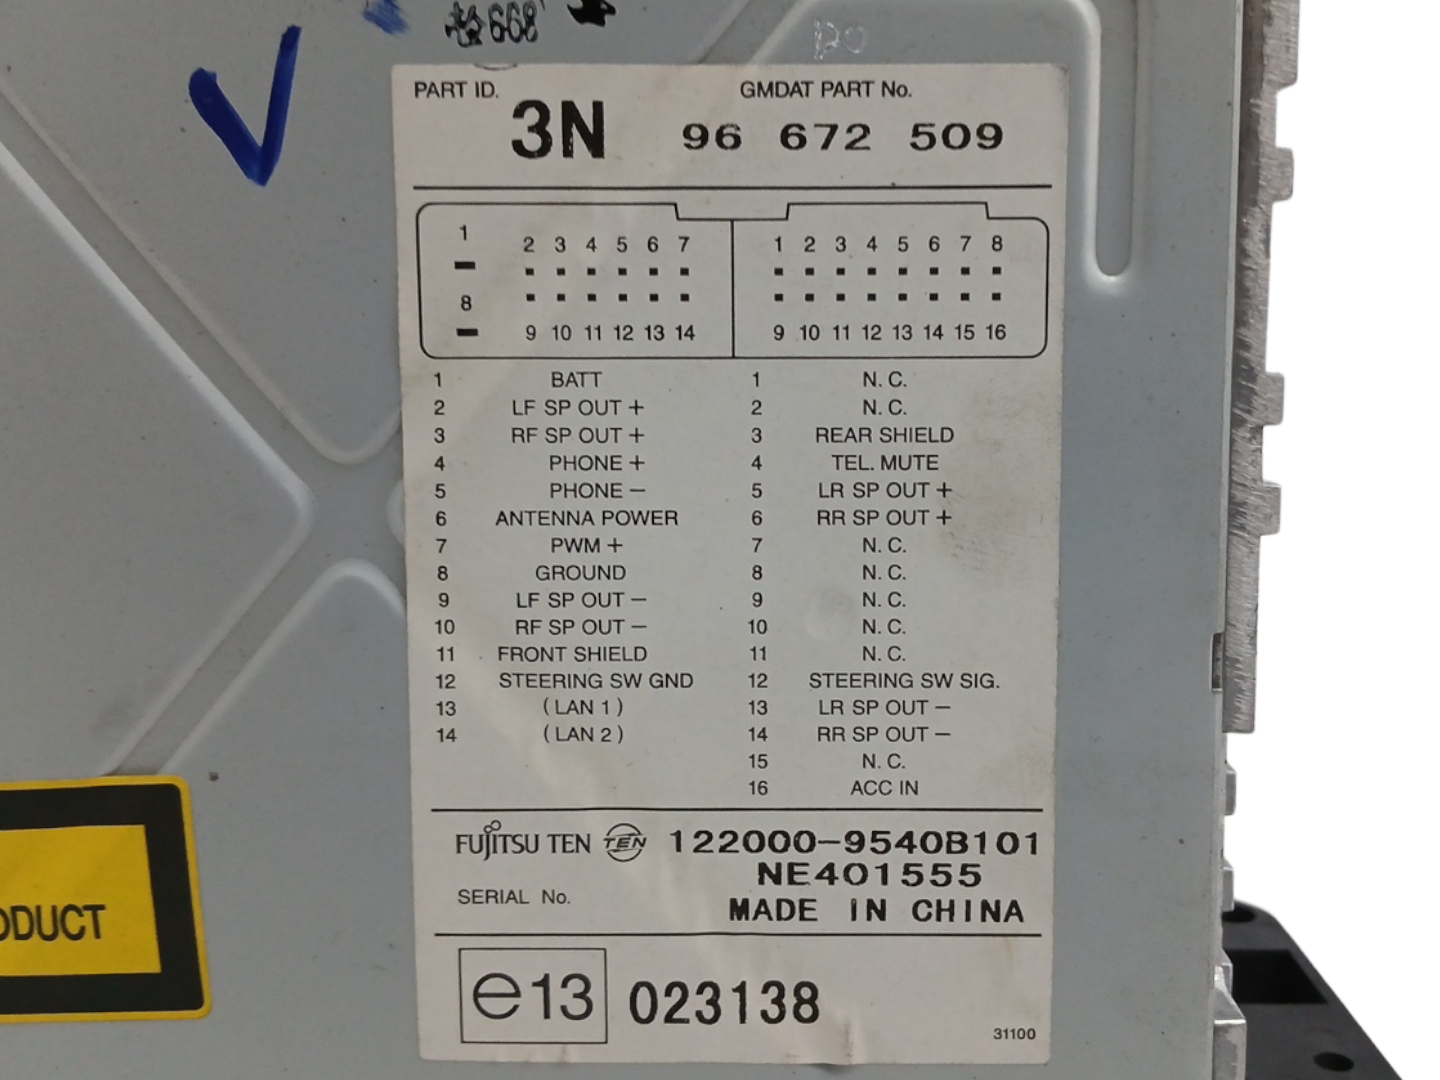 668
PART ID. GMDAT PART No.
3N 96 672 509
1 2 3 4 5 6 7 1 2 3 4 5 6 7 8
8
9 10 11 12 13 14 9 10 11 12 13 14 15 16
1 BATT 1 N. C.
2 LF SP OUT + 2 N. C.
3 RF SP OUT + 3 REAR SHIELD
4 PHONE + 4 TEL. MUTE
5 PHONE − 5 LR SP OUT +
6 ANTENNA POWER 6 RR SP OUT +
7 PWM + 7 N. C.
8 GROUND 8 N. C.
9 LF SP OUT − 9 N. C.
10 RF SP OUT − 10 N. C.
11 FRONT SHIELD 11 N. C.
12 STEERING SW GND 12 STEERING SW SIG.
13 ( LAN 1 ) 13 LR SP OUT −
14 ( LAN 2 ) 14 RR SP OUT −
15 N. C.
16 ACC IN
FUJITSU TEN TEN 122000-9540B101
NE401555
SERIAL No. MADE IN CHINA
e13 023138
31100
ODUCT